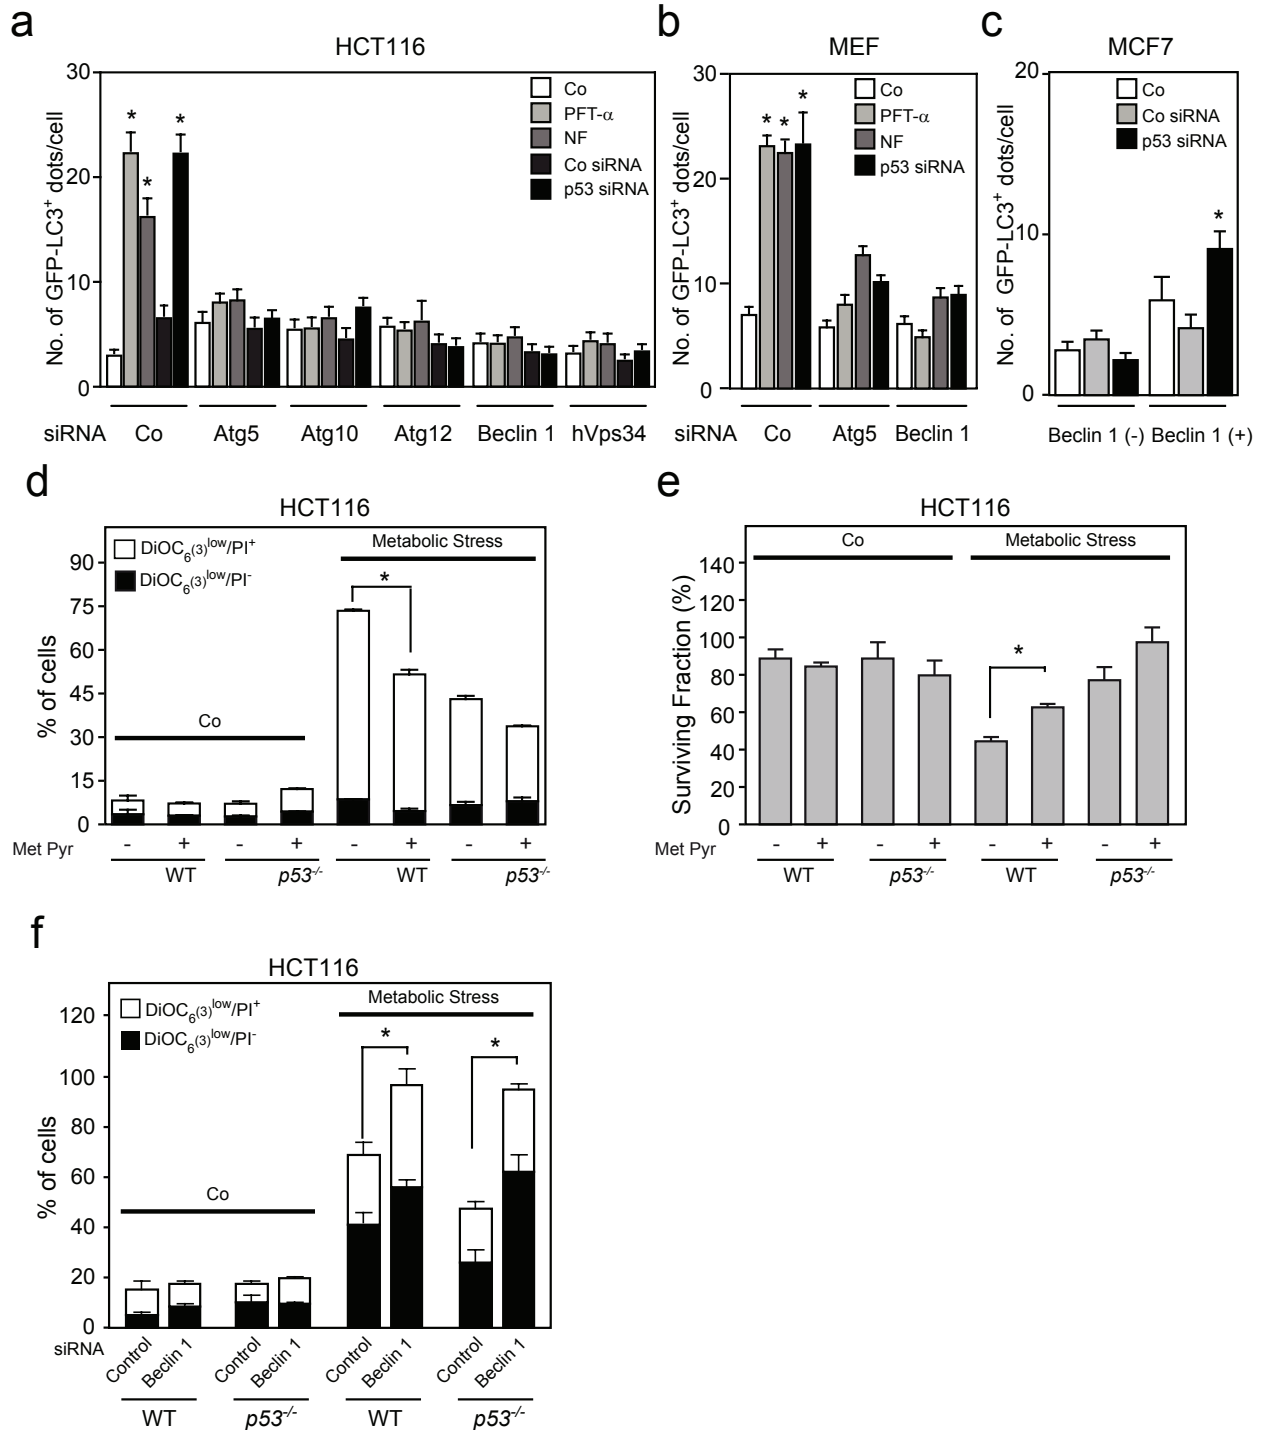 a
HCT116
No. of GFP-LC3⁺ dots/cell
30
20
10
0
* * *
Co
PFT-α
NF
Co siRNA
p53 siRNA
siRNA Co Atg5 Atg10 Atg12 Beclin 1 hVps34
b
MEF
No. of GFP-LC3⁺ dots/cell
30
20
10
0
* * *
Co
PFT-α
NF
p53 siRNA
siRNA Co Atg5 Beclin 1
c
MCF7
No. of GFP-LC3⁺ dots/cell
20
10
0
*
Co
Co siRNA
p53 siRNA
Beclin 1 (-) Beclin 1 (+)
d
HCT116
DiOC₆(3)ˡᵒʷ/PI⁺
DiOC₆(3)ˡᵒʷ/PI⁻
Metabolic Stress
*
Co
% of cells
90
75
60
45
30
15
0
Met Pyr - + - + - + - +
WT p53⁻/⁻ WT p53⁻/⁻
e
HCT116
Co Metabolic Stress
*
Surviving Fraction (%)
140
120
100
80
60
40
20
0
Met Pyr - + - + - + - +
WT p53⁻/⁻ WT p53⁻/⁻
f
HCT116
DiOC₆(3)ˡᵒʷ/PI⁺
DiOC₆(3)ˡᵒʷ/PI⁻
Metabolic Stress
* *
Co
% of cells
120
100
80
60
40
20
0
siRNA Control Beclin 1 Control Beclin 1 Control Beclin 1 Control Beclin 1
WT p53⁻/⁻ WT p53⁻/⁻